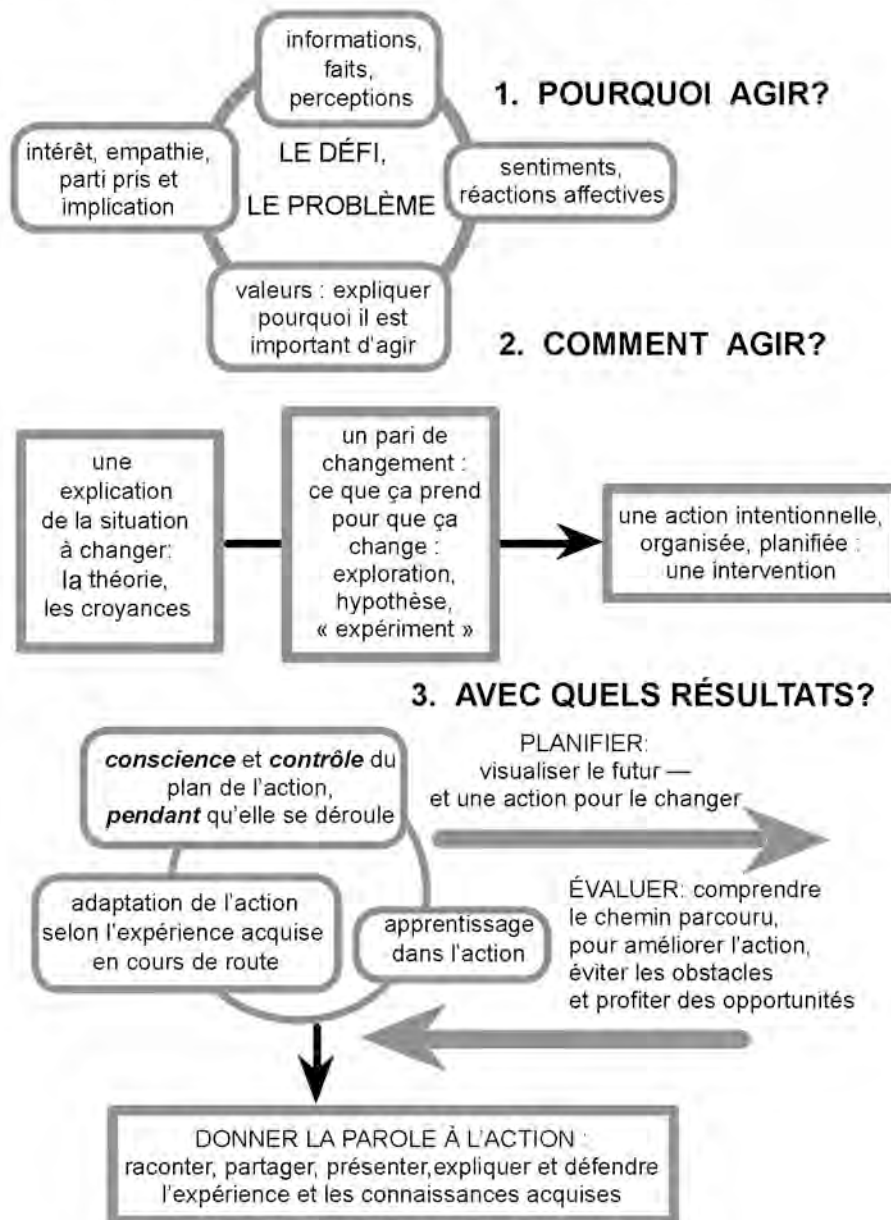 informations,
faits,
perceptions
1. POURQUOI AGIR?
intérêt, empathie,
parti pris et
implication
LE DÉFI,
LE PROBLÈME
sentiments,
réactions affectives
valeurs : expliquer
pourquoi il est
important d'agir
2. COMMENT AGIR?
une
explication
de la situation
à changer:
la théorie,
les croyances
un pari de
changement :
ce que ça prend
pour que ça
change :
exploration,
hypothèse,
« expériment »
une action intentionnelle,
organisée, planifiée :
une intervention
3. AVEC QUELS RÉSULTATS?
conscience et contrôle du
plan de l'action,
pendant qu'elle se déroule
PLANIFIER:
visualiser le futur —
et une action pour le changer
adaptation de l'action
selon l'expérience acquise
en cours de route
apprentissage
dans l'action
ÉVALUER: comprendre
le chemin parcouru,
pour améliorer l'action,
éviter les obstacles
et profiter des opportunités
DONNER LA PAROLE À L'ACTION :
raconter, partager, présenter,expliquer et défendre
l'expérience et les connaissances acquises